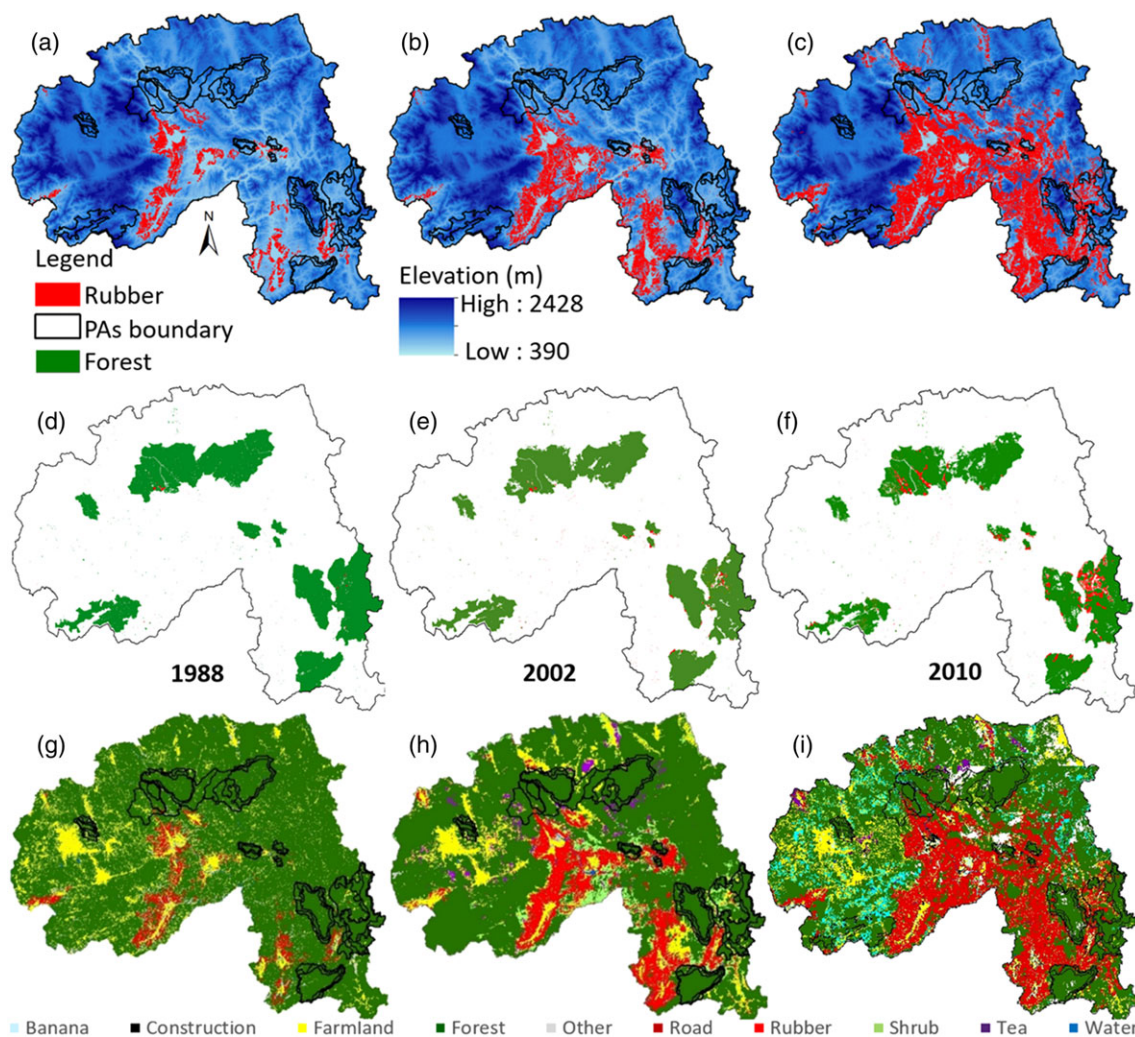 (a)
(b)
(c)
N
Legend
Rubber
PAs boundary
Forest
Elevation (m)
High : 2428
Low : 390
(d)
(e)
(f)
1988
2002
2010
(g)
(h)
(i)
Banana Construction Farmland Forest Other Road Rubber Shrub Tea Water